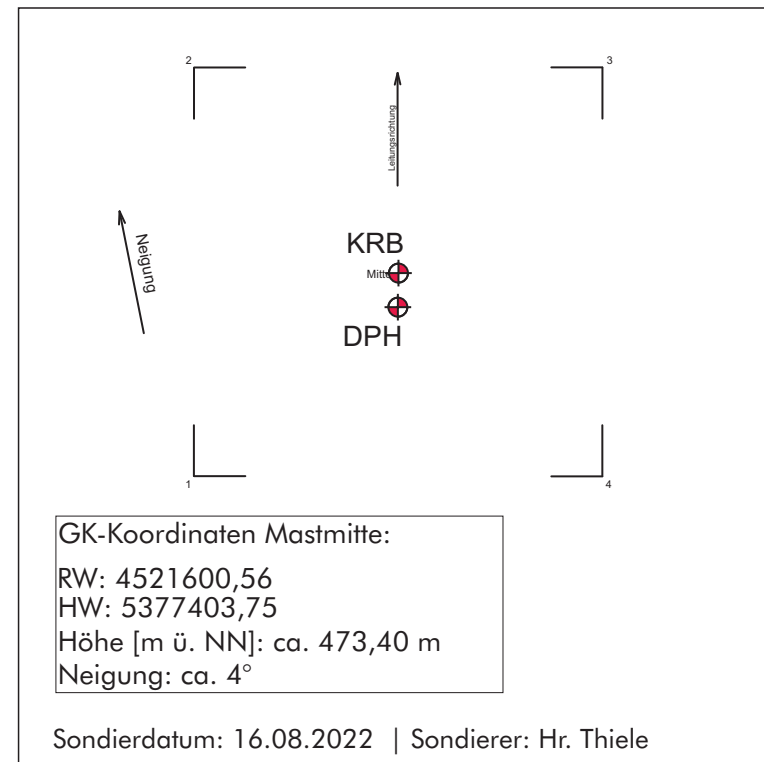 2
3
Leitungsrichtung
Neigung
KRB
Mitte
DPH
1
4
GK-Koordinaten Mastmitte:
RW: 4521600,56
HW: 5377403,75
Höhe [m ü. NN]: ca. 473,40 m
Neigung: ca. 4°
Sondierdatum: 16.08.2022 | Sondierer: Hr. Thiele